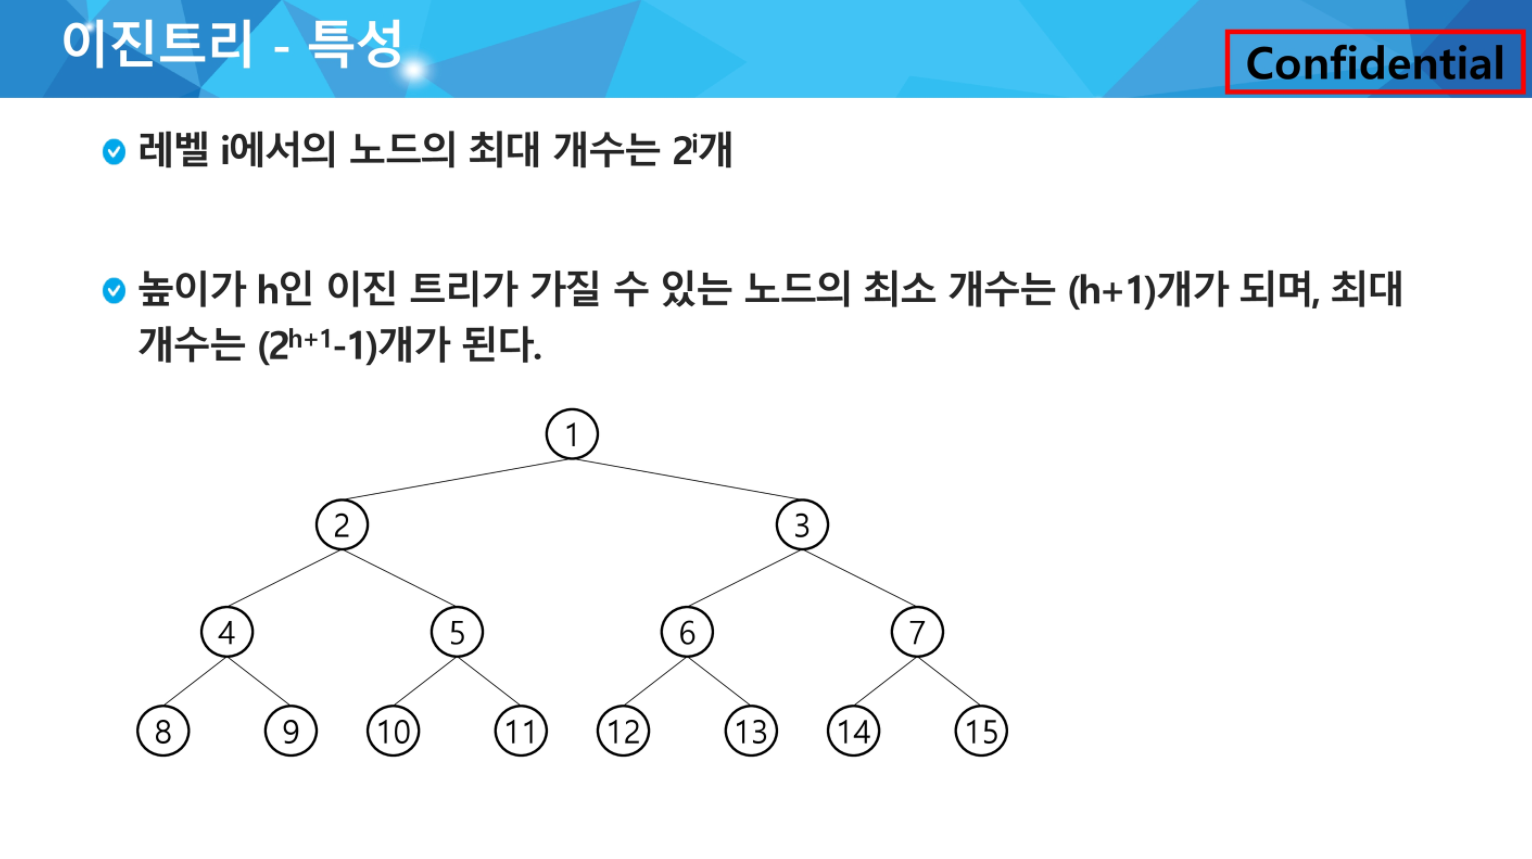 이진트리 - 특성
Confidential
레벨 i에서의 노드의 최대 개수는 2ⁱ개
높이가 h인 이진 트리가 가질 수 있는 노드의 최소 개수는 (h+1)개가 되며, 최대
개수는 (2ʰ⁺¹-1)개가 된다.
1
2 3
4 5 6 7
8 9 10 11 12 13 14 15